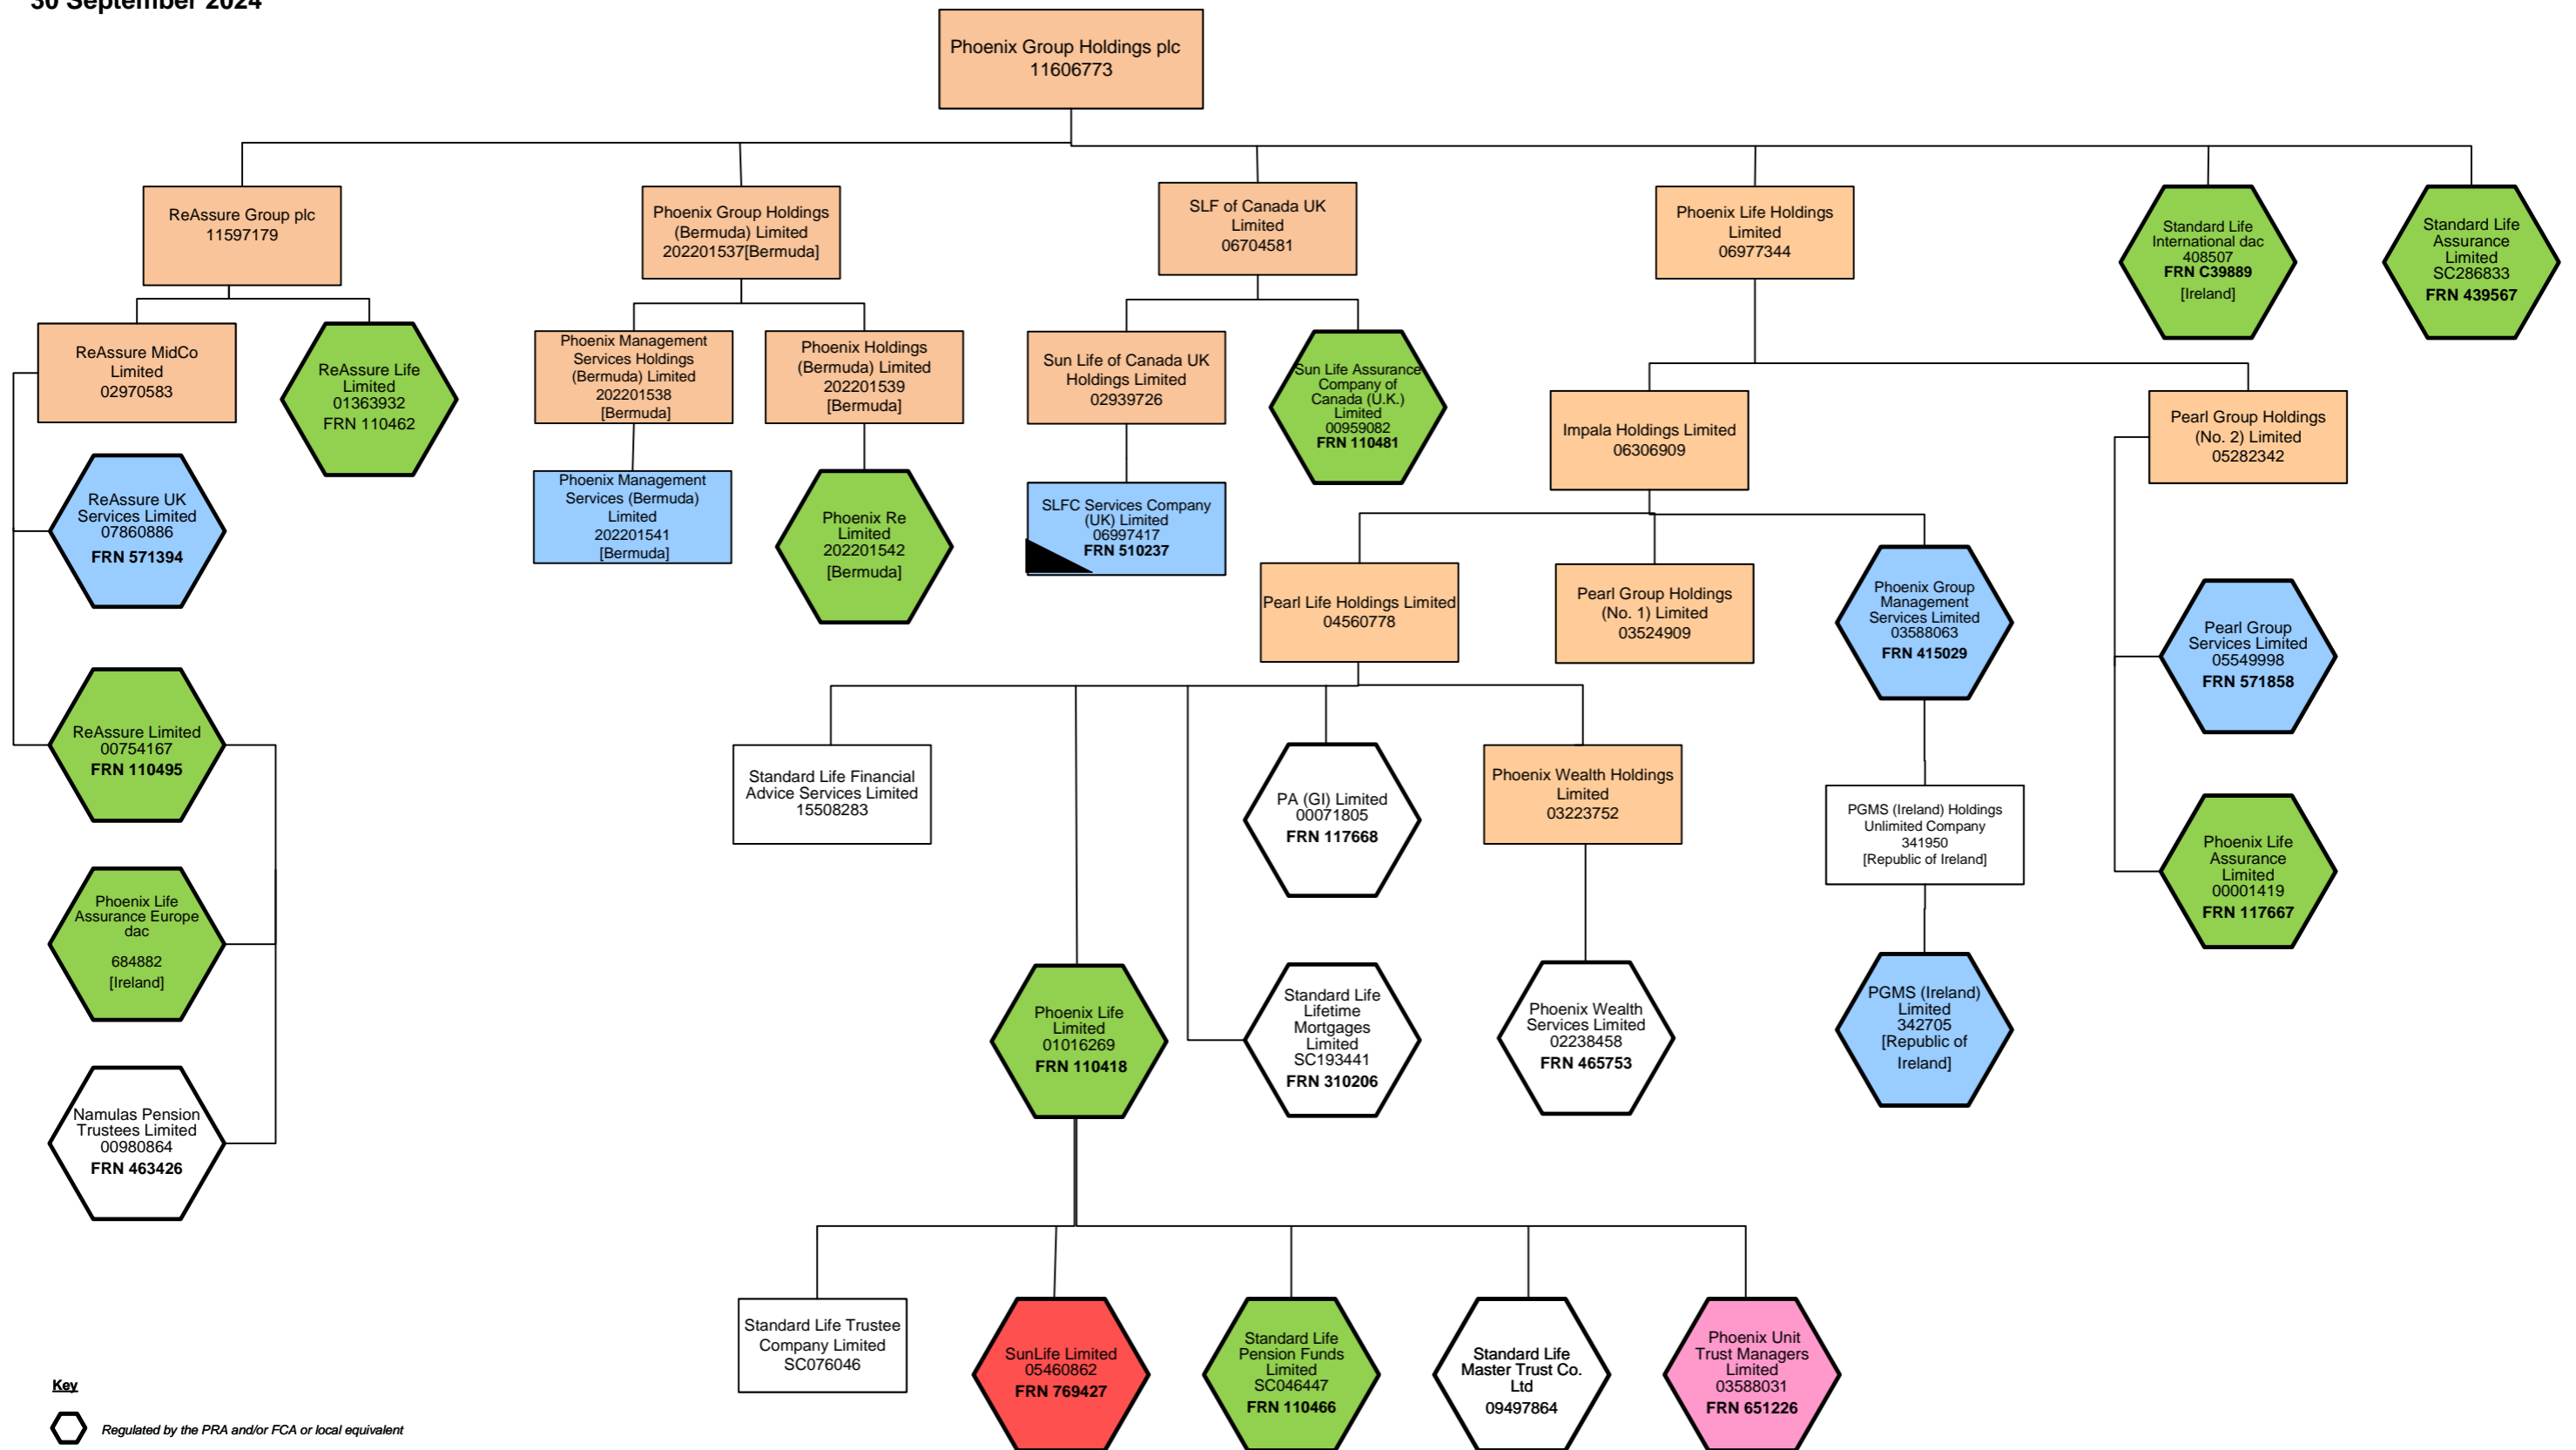 30 September 2024
Phoenix Group Holdings plc
11606773
ReAssure Group plc
11597179
Phoenix Group Holdings
(Bermuda) Limited
202201537[Bermuda]
SLF of Canada UK
Limited
06704581
Phoenix Life Holdings
Limited
06977344
Standard Life
International dac
408507
FRN C39889
[Ireland]
Standard Life
Assurance
Limited
SC286833
FRN 439567
ReAssure MidCo
Limited
02970583
ReAssure Life
Limited
01363932
FRN 110462
Phoenix Management
Services Holdings
(Bermuda) Limited
202201538
[Bermuda]
Phoenix Holdings
(Bermuda) Limited
202201539
[Bermuda]
Sun Life of Canada UK
Holdings Limited
02939726
Sun Life Assurance
Company of
Canada (U.K.)
Limited
00959082
FRN 110481
Impala Holdings Limited
06306909
Pearl Group Holdings
(No. 2) Limited
05282342
ReAssure UK
Services Limited
07860886
FRN 571394
Phoenix Management
Services (Bermuda)
Limited
202201541
[Bermuda]
Phoenix Re
Limited
202201542
[Bermuda]
SLFC Services Company
(UK) Limited
06997417
FRN 510237
Pearl Life Holdings Limited
04560778
Pearl Group Holdings
(No. 1) Limited
03524909
Phoenix Group
Management
Services Limited
03588063
FRN 415029
Pearl Group
Services Limited
05549998
FRN 571858
ReAssure Limited
00754167
FRN 110495
Standard Life Financial
Advice Services Limited
15508283
PA (GI) Limited
00071805
FRN 117668
Phoenix Wealth Holdings
Limited
03223752
PGMS (Ireland) Holdings
Unlimited Company
341950
[Republic of Ireland]
Phoenix Life
Assurance
Limited
00001419
FRN 117667
Phoenix Life
Assurance Europe
dac
684882
[Ireland]
Phoenix Life
Limited
01016269
FRN 110418
Standard Life
Lifetime
Mortgages
Limited
SC193441
FRN 310206
Phoenix Wealth
Services Limited
02238458
FRN 465753
PGMS (Ireland)
Limited
342705
[Republic of
Ireland]
Namulas Pension
Trustees Limited
00980864
FRN 463426
Standard Life Trustee
Company Limited
SC076046
SunLife Limited
05460862
FRN 769427
Standard Life
Pension Funds
Limited
SC046447
FRN 110466
Standard Life
Master Trust Co.
Ltd
09497864
Phoenix Unit
Trust Managers
Limited
03588031
FRN 651226
Key
Regulated by the PRA and/or FCA or local equivalent